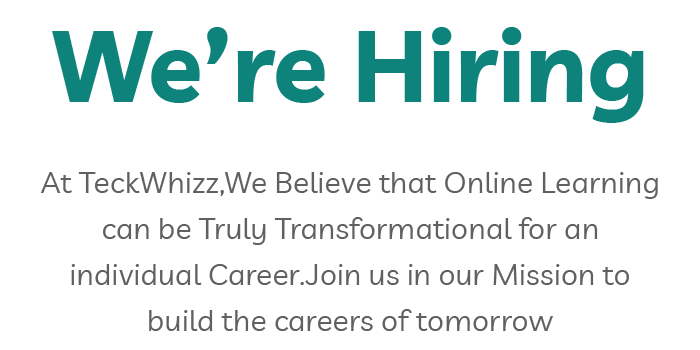 We’re Hiring
At TeckWhizz,We Believe that Online Learning
can be Truly Transformational for an
individual Career.Join us in our Mission to
build the careers of tomorrow